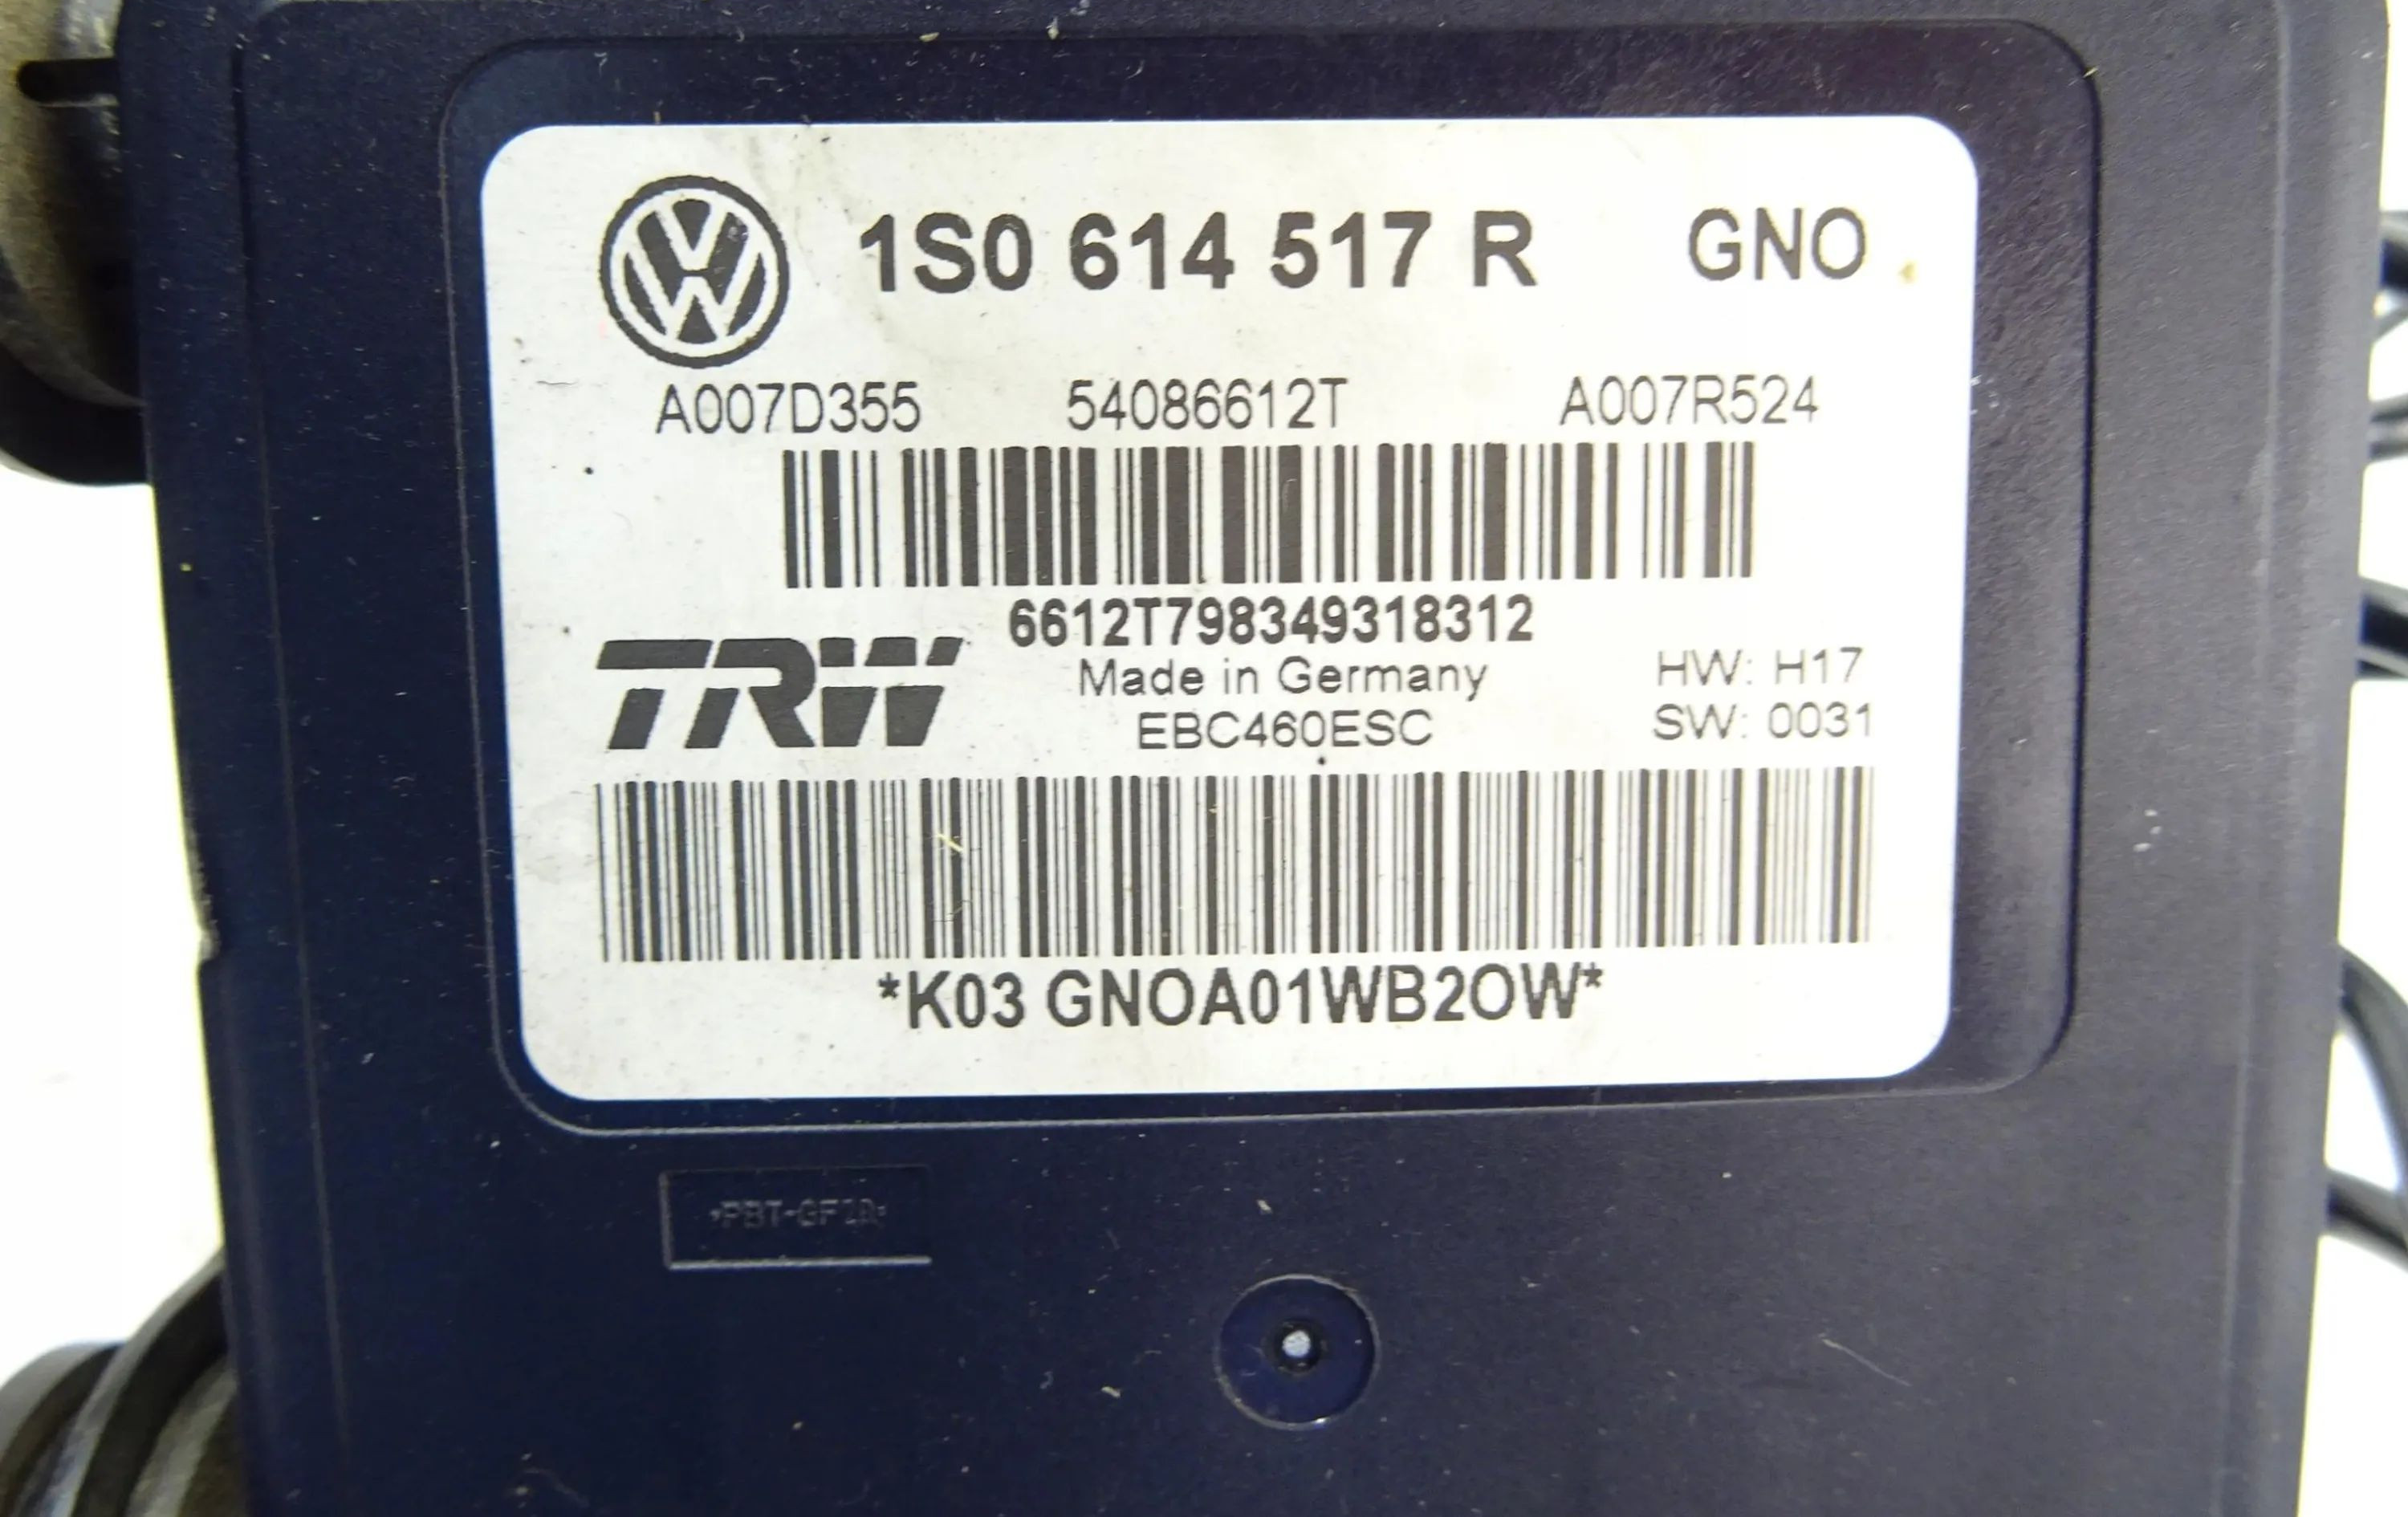 1S0 614 517 R GNO
A007D355 54086612T A007R524
6612T798349318312
TRW Made in Germany HW: H17
EBC460ESC SW: 0031
*K03 GNOA01WB2OW*